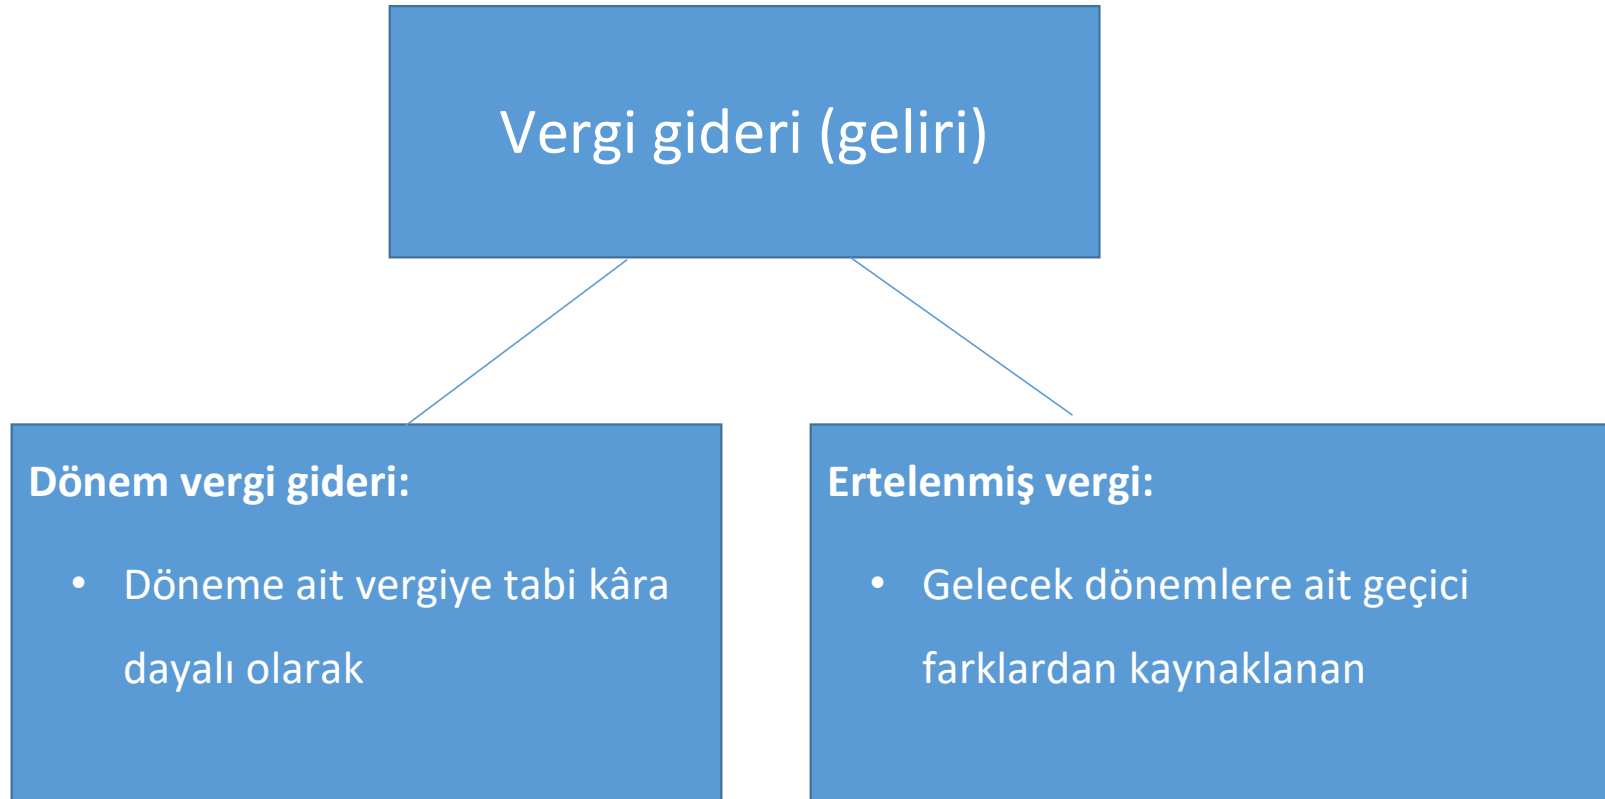 Vergi gideri (geliri)
Dönem vergi gideri:
• Döneme ait vergiye tabi kâra
dayalı olarak
Ertelenmiş vergi:
• Gelecek dönemlere ait geçici
farklardan kaynaklanan